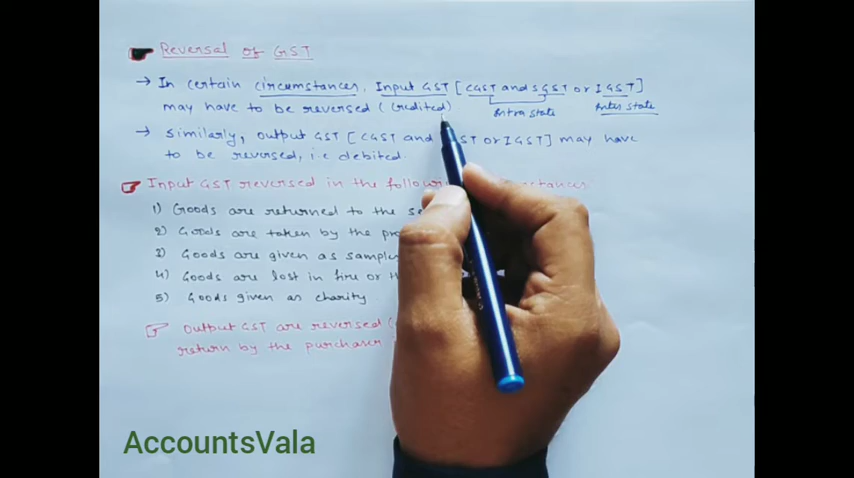 Reversal of GST
→ In certain circumstances, Input GST [CGST and SGST or IGST]
may have to be reversed (credited)
Intra state
Inter state
→ Similarly, output GST [CGST and GST or IGST] may have
to be reversed, i.e debited.
Input GST reversed in the
1) Goods are returned to the
2) Goods are taken by the
3) Goods are given as
4) Goods are lost in fire or
5) Goods given as charity
Output GST are reversed
return by the purchaser
AccountsVala